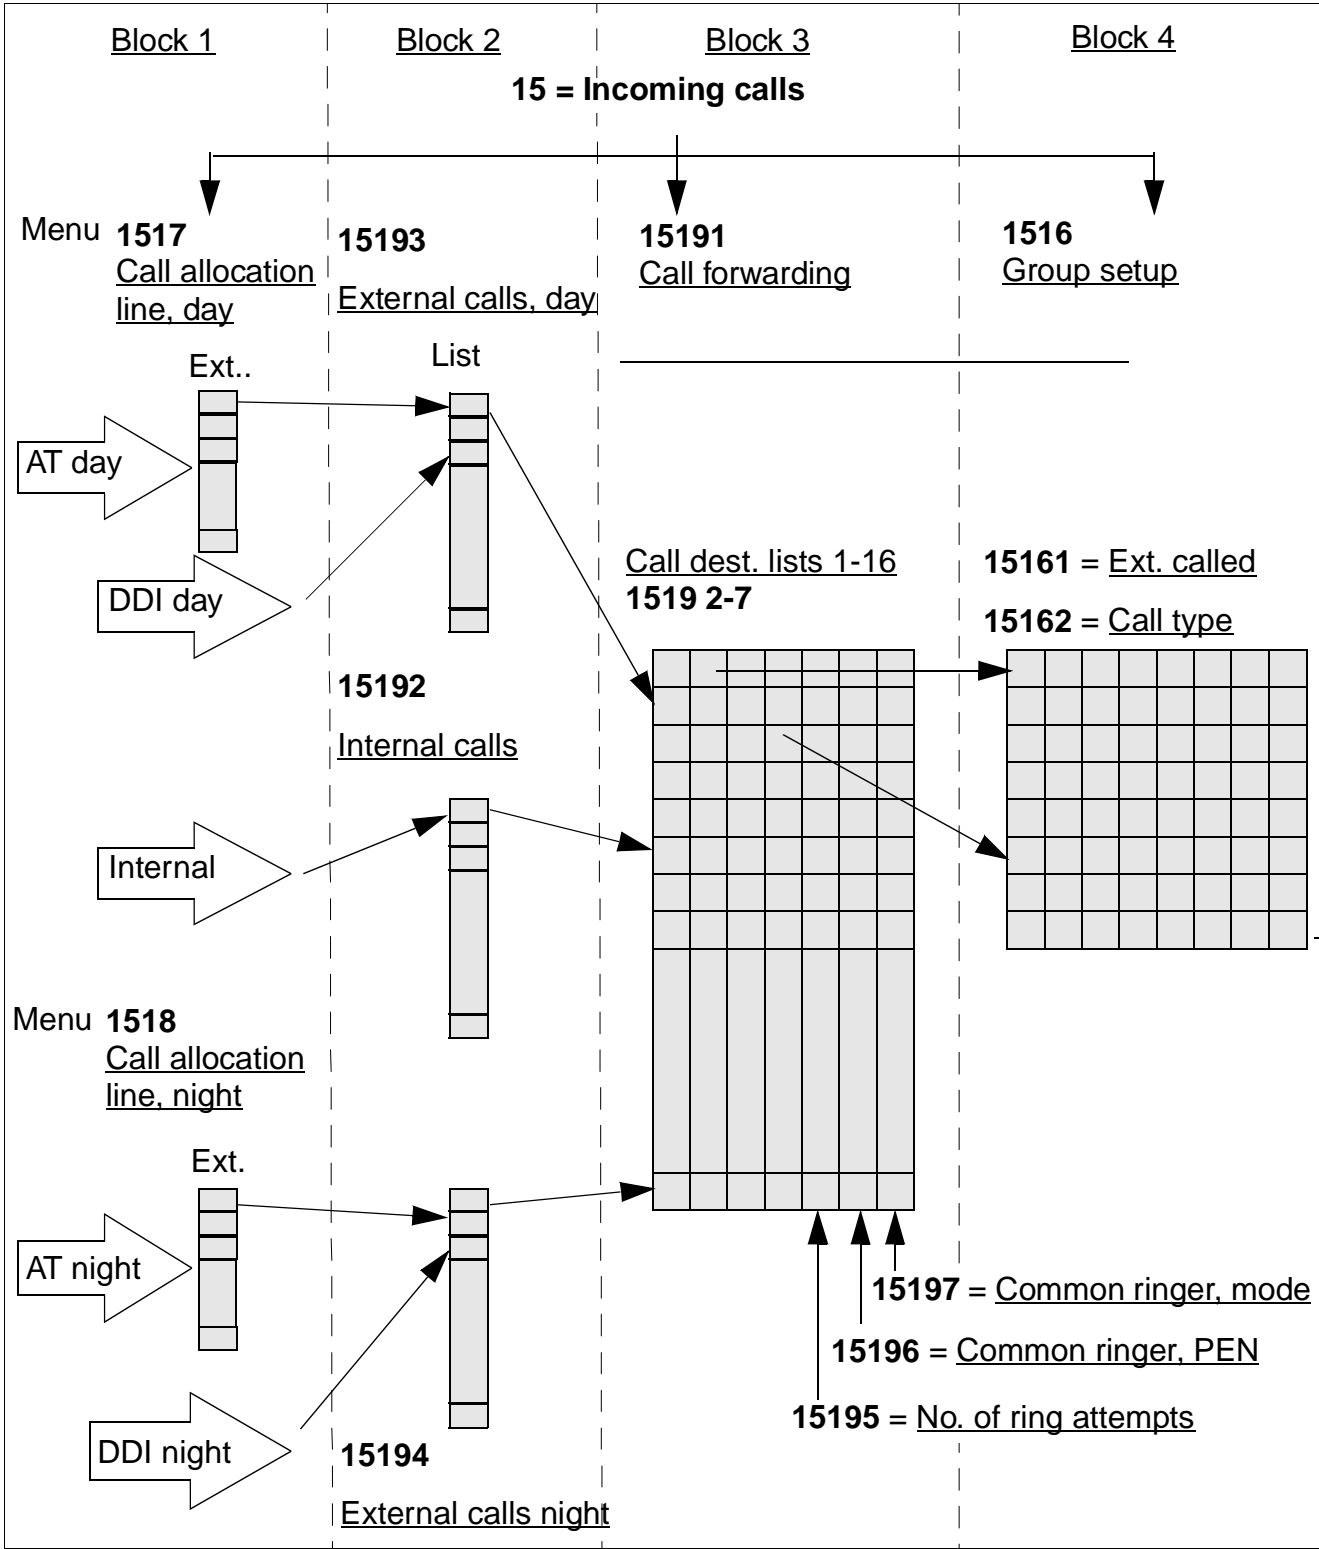 Block 1
Block 2
Block 3
Block 4
15 = Incoming calls
Menu 1517
Call allocation
line, day
15193
External calls, day
15191
Call forwarding
1516
Group setup
Ext..
List
AT day
DDI day
Call dest. lists 1-16
1519 2-7
15161 = Ext. called
15162 = Call type
15192
Internal calls
Internal
Menu 1518
Call allocation
line, night
Ext.
AT night
DDI night
15194
External calls night
15197 = Common ringer, mode
15196 = Common ringer, PEN
15195 = No. of ring attempts